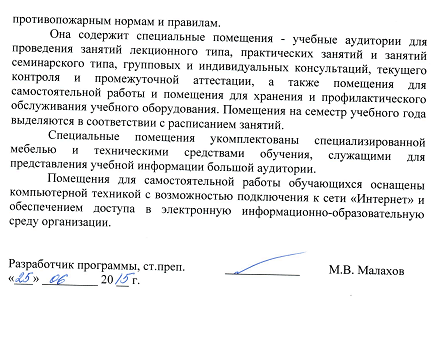 противопожарным нормам и правилам.
Она содержит специальные помещения - учебные аудитории для
проведения занятий лекционного типа, практических занятий и занятий
семинарского типа, групповых и индивидуальных консультаций, текущего
контроля и промежуточной аттестации, а также помещения для
самостоятельной работы и помещения для хранения и профилактического
обслуживания учебного оборудования. Помещения на семестр учебного года
выделяются в соответствии с расписанием занятий.
Специальные помещения укомплектованы специализированной
мебелью и техническими средствами обучения, служащими для
представления учебной информации большой аудитории.
Помещения для самостоятельной работы обучающихся оснащены
компьютерной техникой с возможностью подключения к сети «Интернет» и
обеспечением доступа в электронную информационно-образовательную
среду организации.
Разработчик программы, ст.преп. М.В. Малахов
«25» 06 2015 г.